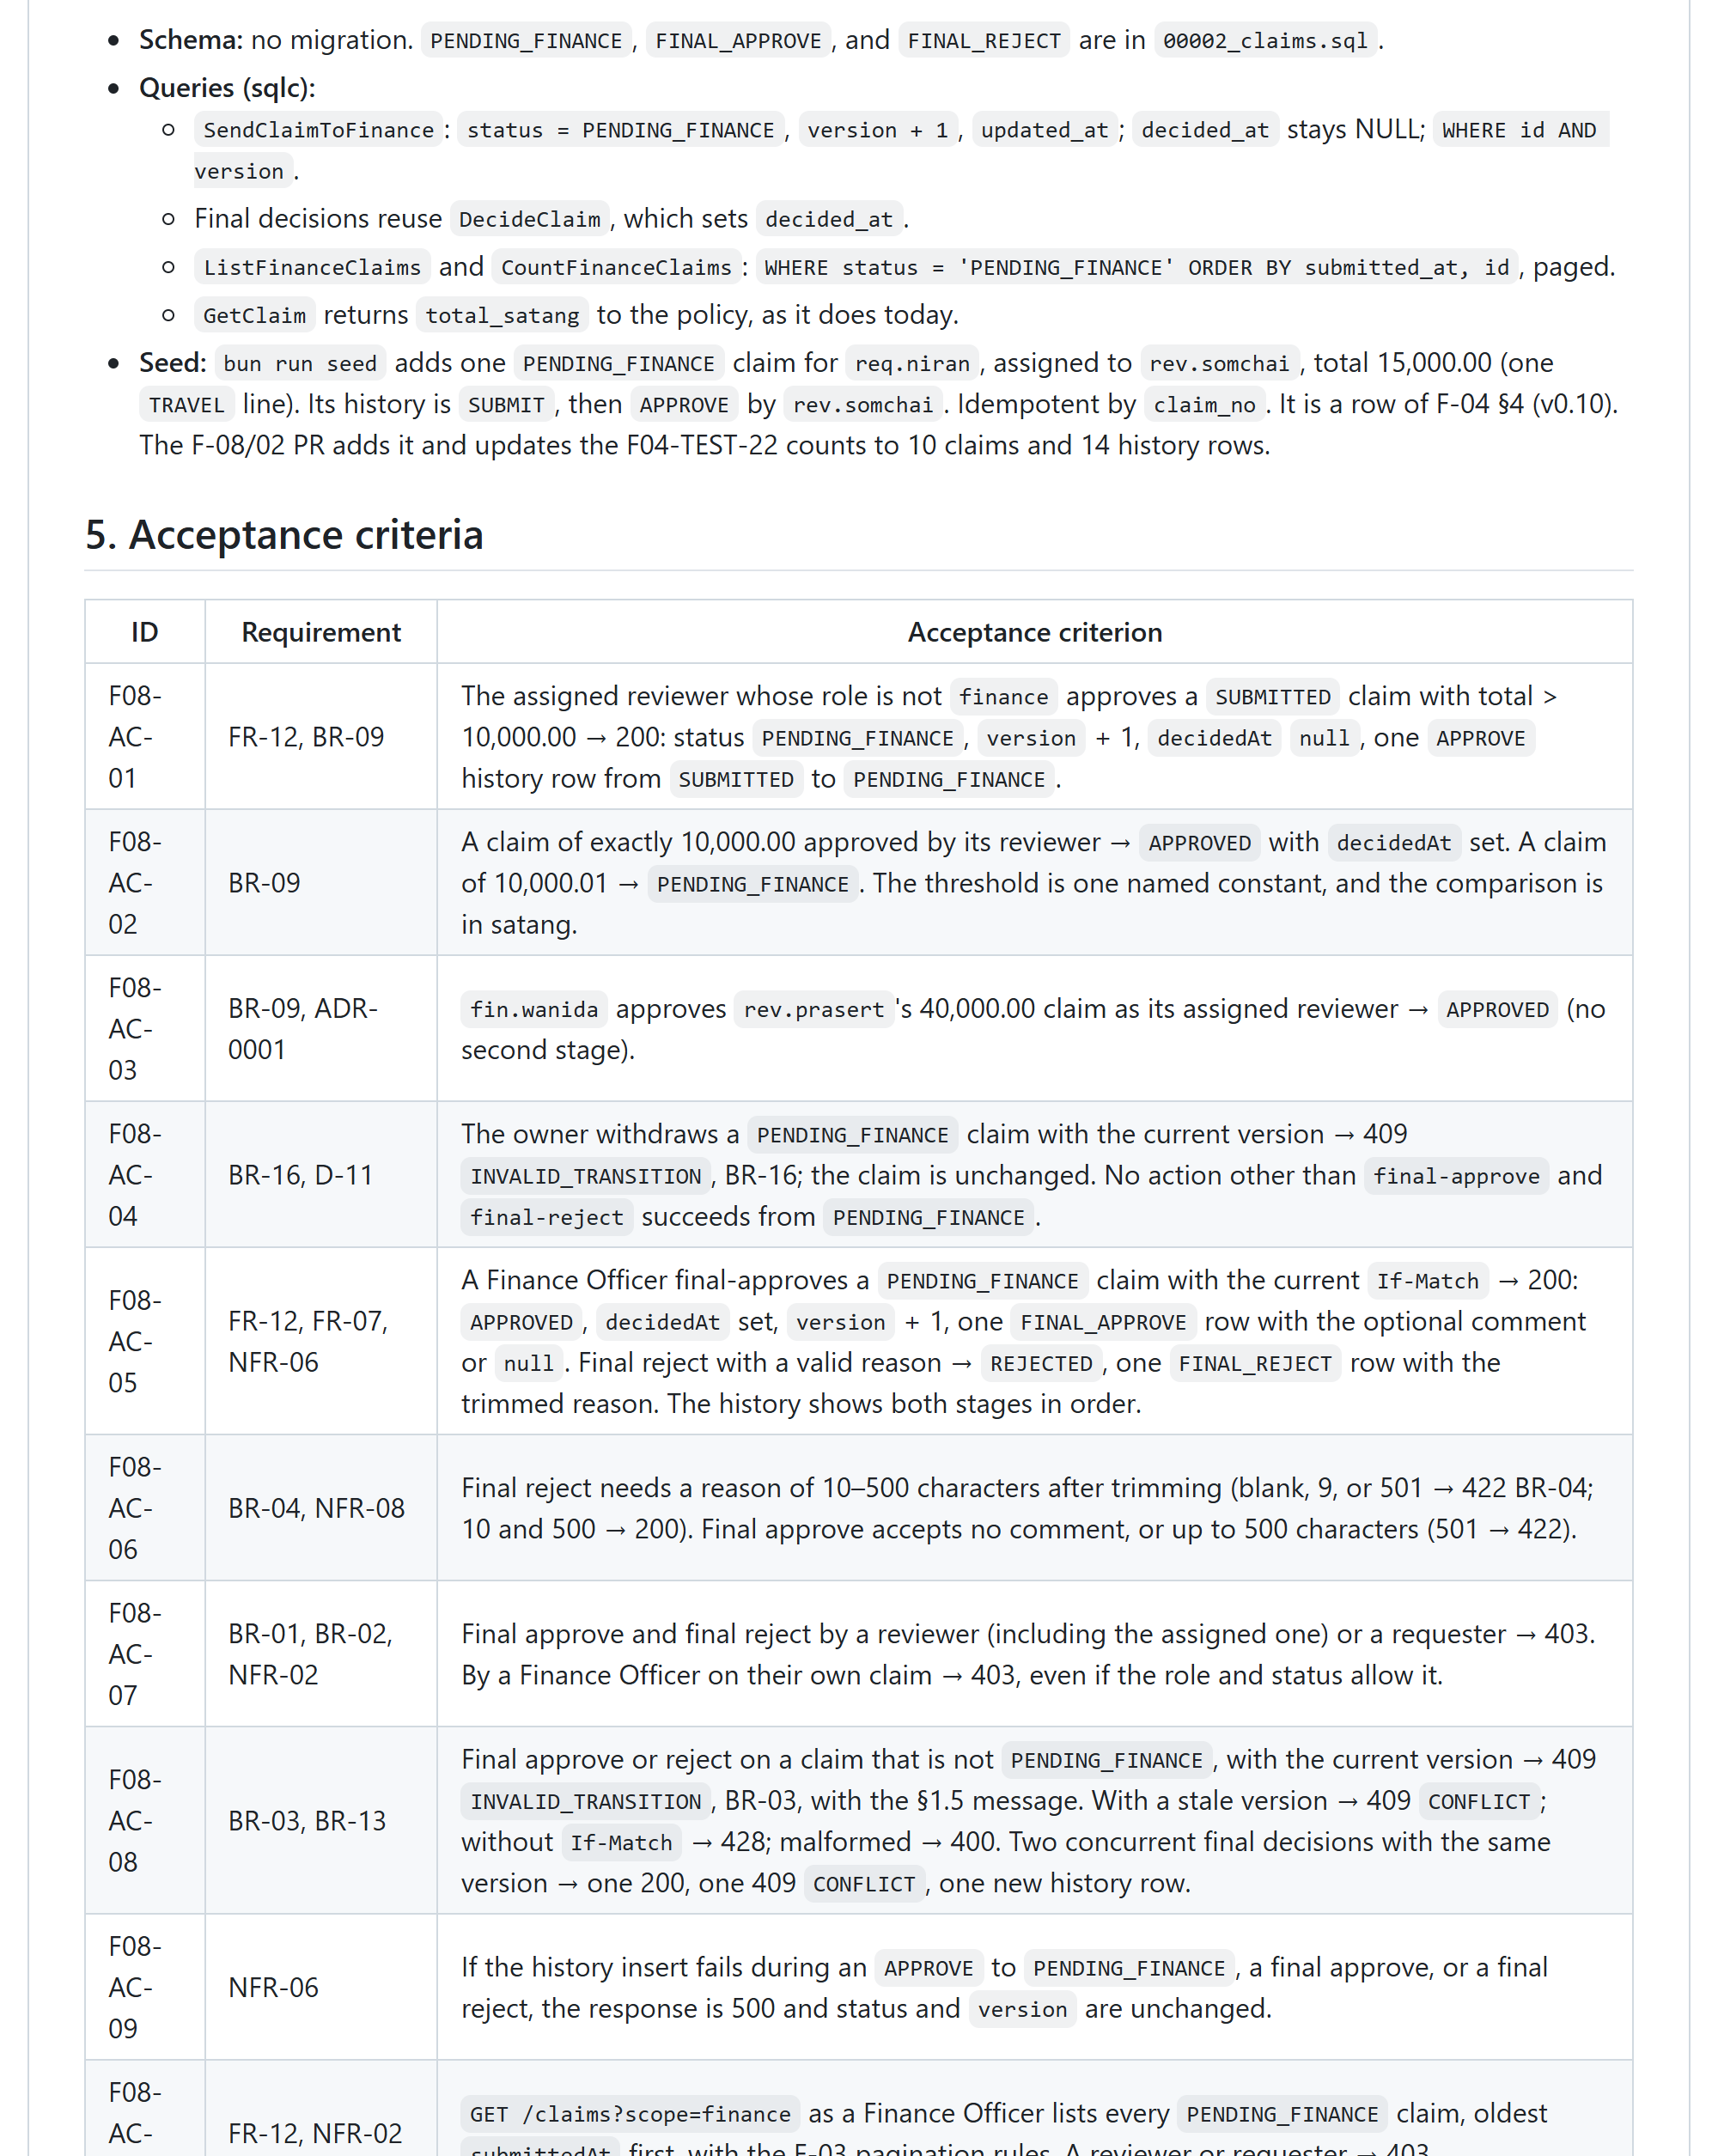 Schema: no migration. PENDING_FINANCE, FINAL_APPROVE, and FINAL_REJECT are in 00002_claims.sql.
Queries (sqlc):
SendClaimToFinance: status = PENDING_FINANCE, version + 1, updated_at; decided_at stays NULL; WHERE id AND
version.
Final decisions reuse DecideClaim, which sets decided_at.
ListFinanceClaims and CountFinanceClaims: WHERE status = 'PENDING_FINANCE' ORDER BY submitted_at, id, paged.
GetClaim returns total_satang to the policy, as it does today.
Seed: bun run seed adds one PENDING_FINANCE claim for req.niran, assigned to rev.somchai, total 15,000.00 (one
TRAVEL line). Its history is SUBMIT, then APPROVE by rev.somchai. Idempotent by claim_no. It is a row of F-04 §4 (v0.10).
The F-08/02 PR adds it and updates the F04-TEST-22 counts to 10 claims and 14 history rows.
5. Acceptance criteria
ID Requirement Acceptance criterion
F08-
AC-
01
FR-12, BR-09
The assigned reviewer whose role is not finance approves a SUBMITTED claim with total >
10,000.00 → 200: status PENDING_FINANCE, version + 1, decidedAt null, one APPROVE
history row from SUBMITTED to PENDING_FINANCE.
F08-
AC-
02
BR-09
A claim of exactly 10,000.00 approved by its reviewer → APPROVED with decidedAt set. A claim
of 10,000.01 → PENDING_FINANCE. The threshold is one named constant, and the comparison is
in satang.
F08-
AC-
03
BR-09, ADR-
0001
fin.wanida approves rev.prasert's 40,000.00 claim as its assigned reviewer → APPROVED (no
second stage).
F08-
AC-
04
BR-16, D-11
The owner withdraws a PENDING_FINANCE claim with the current version → 409
INVALID_TRANSITION, BR-16; the claim is unchanged. No action other than final-approve and
final-reject succeeds from PENDING_FINANCE.
F08-
AC-
05
FR-12, FR-07,
NFR-06
A Finance Officer final-approves a PENDING_FINANCE claim with the current If-Match → 200:
APPROVED, decidedAt set, version + 1, one FINAL_APPROVE row with the optional comment
or null. Final reject with a valid reason → REJECTED, one FINAL_REJECT row with the
trimmed reason. The history shows both stages in order.
F08-
AC-
06
BR-04, NFR-08
Final reject needs a reason of 10–500 characters after trimming (blank, 9, or 501 → 422 BR-04;
10 and 500 → 200). Final approve accepts no comment, or up to 500 characters (501 → 422).
F08-
AC-
07
BR-01, BR-02,
NFR-02
Final approve and final reject by a reviewer (including the assigned one) or a requester → 403.
By a Finance Officer on their own claim → 403, even if the role and status allow it.
F08-
AC-
08
BR-03, BR-13
Final approve or reject on a claim that is not PENDING_FINANCE, with the current version → 409
INVALID_TRANSITION, BR-03, with the §1.5 message. With a stale version → 409 CONFLICT;
without If-Match → 428; malformed → 400. Two concurrent final decisions with the same
version → one 200, one 409 CONFLICT, one new history row.
F08-
AC-
09
NFR-06
If the history insert fails during an APPROVE to PENDING_FINANCE, a final approve, or a final
reject, the response is 500 and status and version are unchanged.
F08-
AC-
FR-12, NFR-02
GET /claims?scope=finance as a Finance Officer lists every PENDING_FINANCE claim, oldest
submittedAt first, with the F-03 pagination rules. A reviewer or requester → 403.